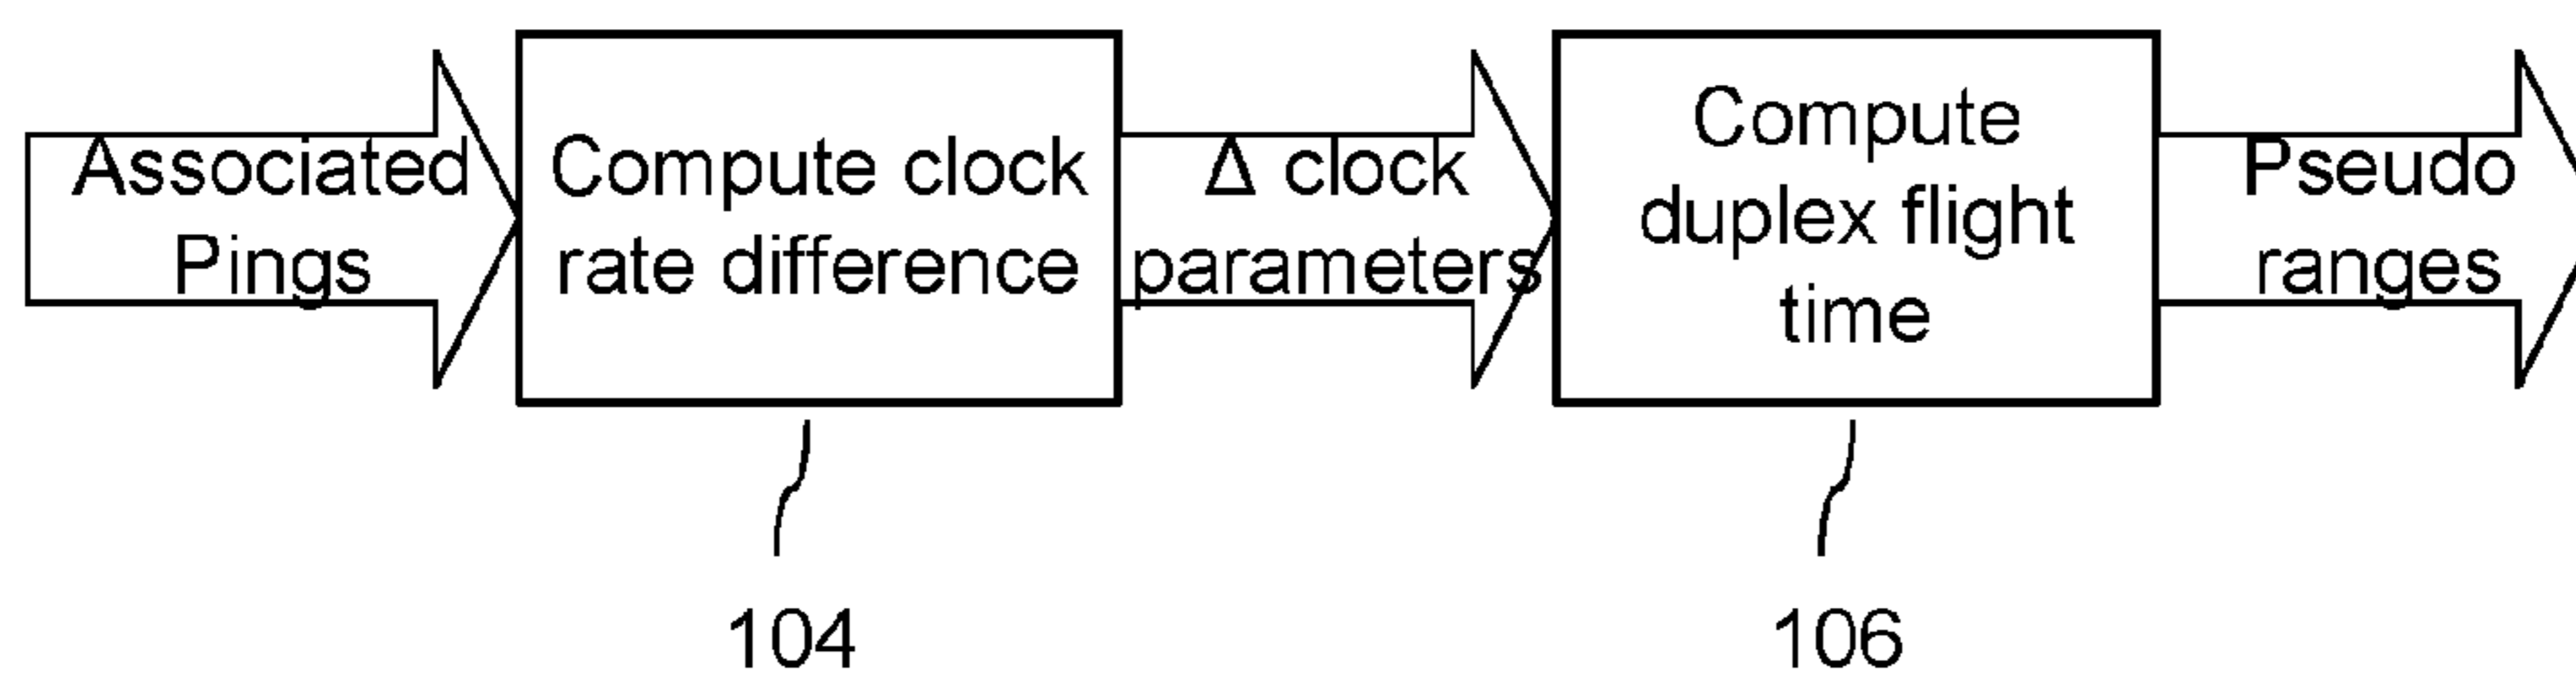 Associated
Pings
Compute clock
rate difference
Δ clock
parameters
Compute
duplex flight
time
Pseudo
ranges
104
106